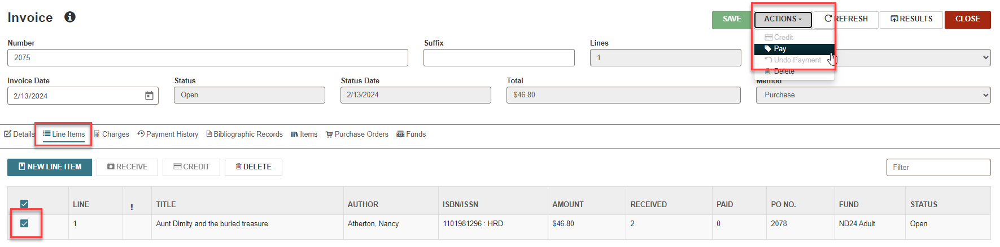 Invoice
SAVE ACTIONS REFRESH RESULTS CLOSE
Credit
Pay
Undo Payment
Delete
Number Suffix Lines
2075 1
Invoice Date Status Status Date Total Method
2/13/2024 Open 2/13/2024 $46.80 Purchase
Details Line Items Charges Payment History Bibliographic Records Items Purchase Orders Funds
NEW LINE ITEM RECEIVE CREDIT DELETE Filter
LINE ! TITLE AUTHOR ISBN/ISSN AMOUNT RECEIVED PAID PO NO. FUND STATUS
1 Aunt Dimity and the buried treasure Atherton, Nancy 1101981296 : HRD $46.80 2 0 2078 ND24 Adult Open